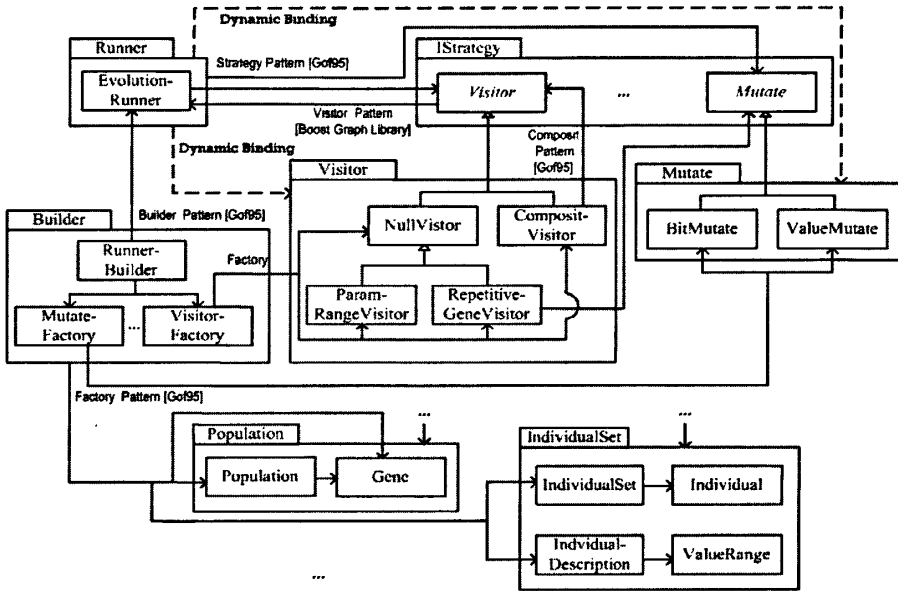 Dynamic Binding
Runner
IStrategy
Strategy Pattern [Gof95]
Evolution-
Runner
Visitor
...
Mutate
Visitor Pattern
[Boost Graph Library]
Composit
Pattern
[Gof95]
Dynamic Binding
Visitor
Mutate
Builder
Builder Pattern [Gof95]
NullVistor
Composit-
Visitor
BitMutate
ValueMutate
Runner-
Builder
Factory
Param-
RangeVisitor
Repetitive-
GeneVisitor
Mutate-
Factory
...
Visitor-
Factory
Factory Pattern [Gof95]
...
...
Population
IndividualSet
Population
Gene
IndividualSet
Individual
Indvidual-
Description
ValueRange
...